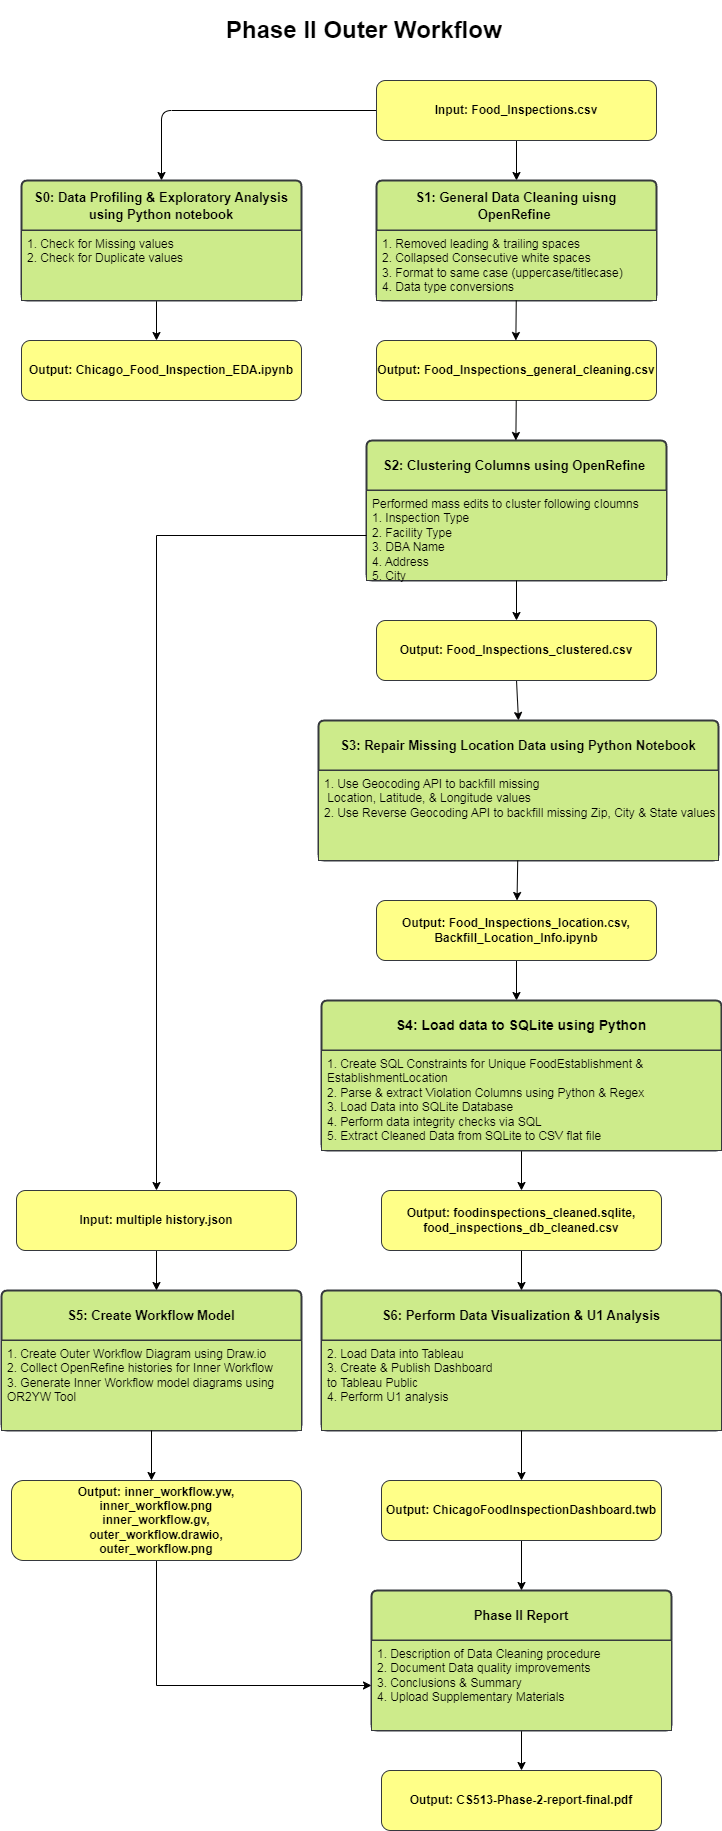 Phase II Outer Workflow
Input: Food_Inspections.csv
S0: Data Profiling & Exploratory Analysis
using Python notebook
1. Check for Missing values
2. Check for Duplicate values
S1: General Data Cleaning uisng
OpenRefine
1. Removed leading & trailing spaces
2. Collapsed Consecutive white spaces
3. Format to same case (uppercase/titlecase)
4. Data type conversions
Output: Chicago_Food_Inspection_EDA.ipynb
Output: Food_Inspections_general_cleaning.csv
S2: Clustering Columns using OpenRefine
Performed mass edits to cluster following cloumns
1. Inspection Type
2. Facility Type
3. DBA Name
4. Address
5. City
Output: Food_Inspections_clustered.csv
S3: Repair Missing Location Data using Python Notebook
1. Use Geocoding API to backfill missing
Location, Latitude, & Longitude values
2. Use Reverse Geocoding API to backfill missing Zip, City & State values
Output: Food_Inspections_location.csv,
Backfill_Location_Info.ipynb
S4: Load data to SQLite using Python
1. Create SQL Constraints for Unique FoodEstablishment &
EstablishmentLocation
2. Parse & extract Violation Columns using Python & Regex
3. Load Data into SQLite Database
4. Perform data integrity checks via SQL
5. Extract Cleaned Data from SQLite to CSV flat file
Input: multiple history.json
Output: foodinspections_cleaned.sqlite,
food_inspections_db_cleaned.csv
S5: Create Workflow Model
1. Create Outer Workflow Diagram using Draw.io
2. Collect OpenRefine histories for Inner Workflow
3. Generate Inner Workflow model diagrams using
OR2YW Tool
S6: Perform Data Visualization & U1 Analysis
2. Load Data into Tableau
3. Create & Publish Dashboard
to Tableau Public
4. Perform U1 analysis
Output: inner_workflow.yw,
inner_workflow.png
inner_workflow.gv,
outer_workflow.drawio,
outer_workflow.png
Output: ChicagoFoodInspectionDashboard.twb
Phase II Report
1. Description of Data Cleaning procedure
2. Document Data quality improvements
3. Conclusions & Summary
4. Upload Supplementary Materials
Output: CS513-Phase-2-report-final.pdf